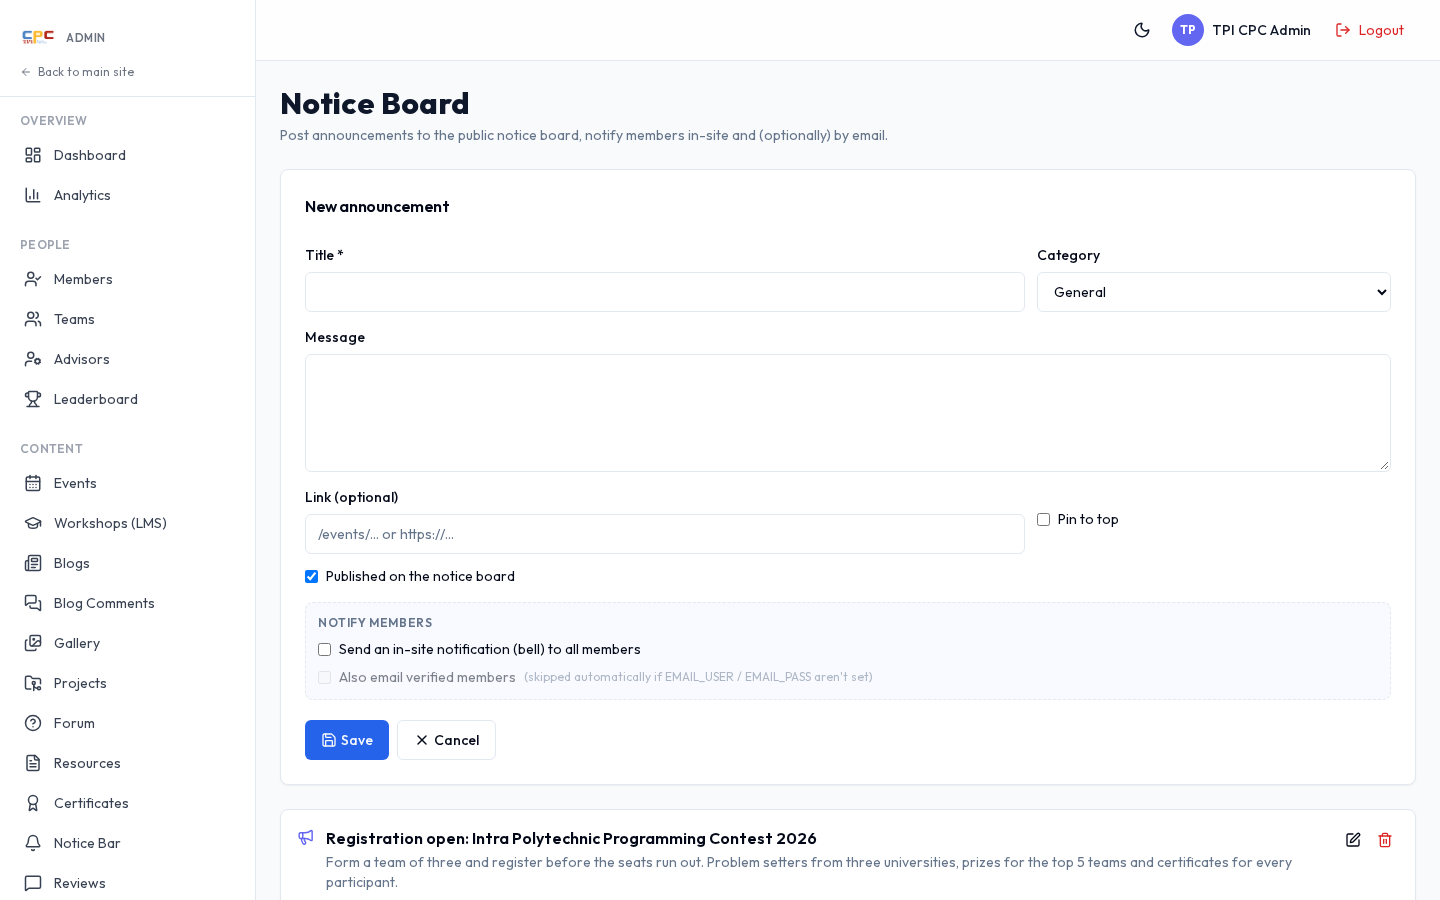 CPC
TPI
ADMIN
Back to main site
OVERVIEW
Dashboard
Analytics
PEOPLE
Members
Teams
Advisors
Leaderboard
CONTENT
Events
Workshops (LMS)
Blogs
Blog Comments
Gallery
Projects
Forum
Resources
Certificates
Notice Bar
Reviews
TP
TPI CPC Admin
Logout
Notice Board
Post announcements to the public notice board, notify members in-site and (optionally) by email.
New announcement
Title *
Category
General
Message
Link (optional)
/events/... or https://...
Pin to top
Published on the notice board
NOTIFY MEMBERS
Send an in-site notification (bell) to all members
Also email verified members (skipped automatically if EMAIL_USER / EMAIL_PASS aren't set)
Save
Cancel
Registration open: Intra Polytechnic Programming Contest 2026
Form a team of three and register before the seats run out. Problem setters from three universities, prizes for the top 5 teams and certificates for every
participant.